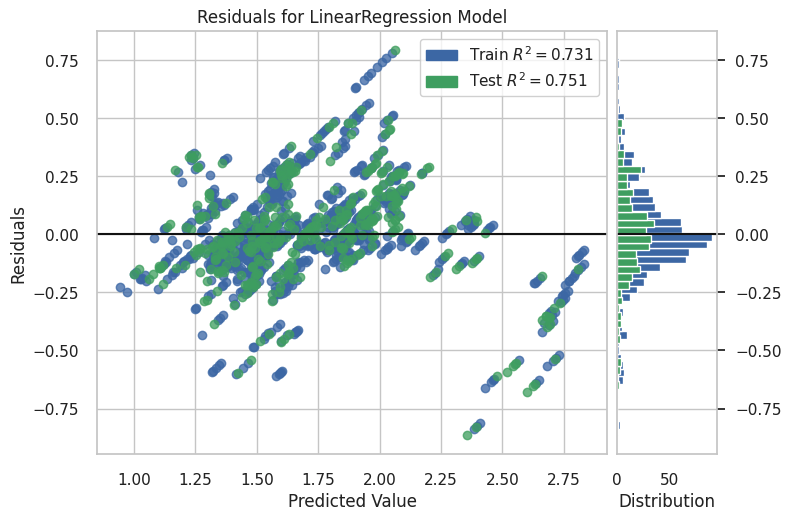 Residuals for LinearRegression Model
Train R² = 0.731
Test R² = 0.751
0.75
0.50
0.25
0.00
−0.25
−0.50
−0.75
Residuals
1.00 1.25 1.50 1.75 2.00 2.25 2.50 2.75
Predicted Value
0.75
0.50
0.25
0.00
−0.25
−0.50
−0.75
0 50
Distribution